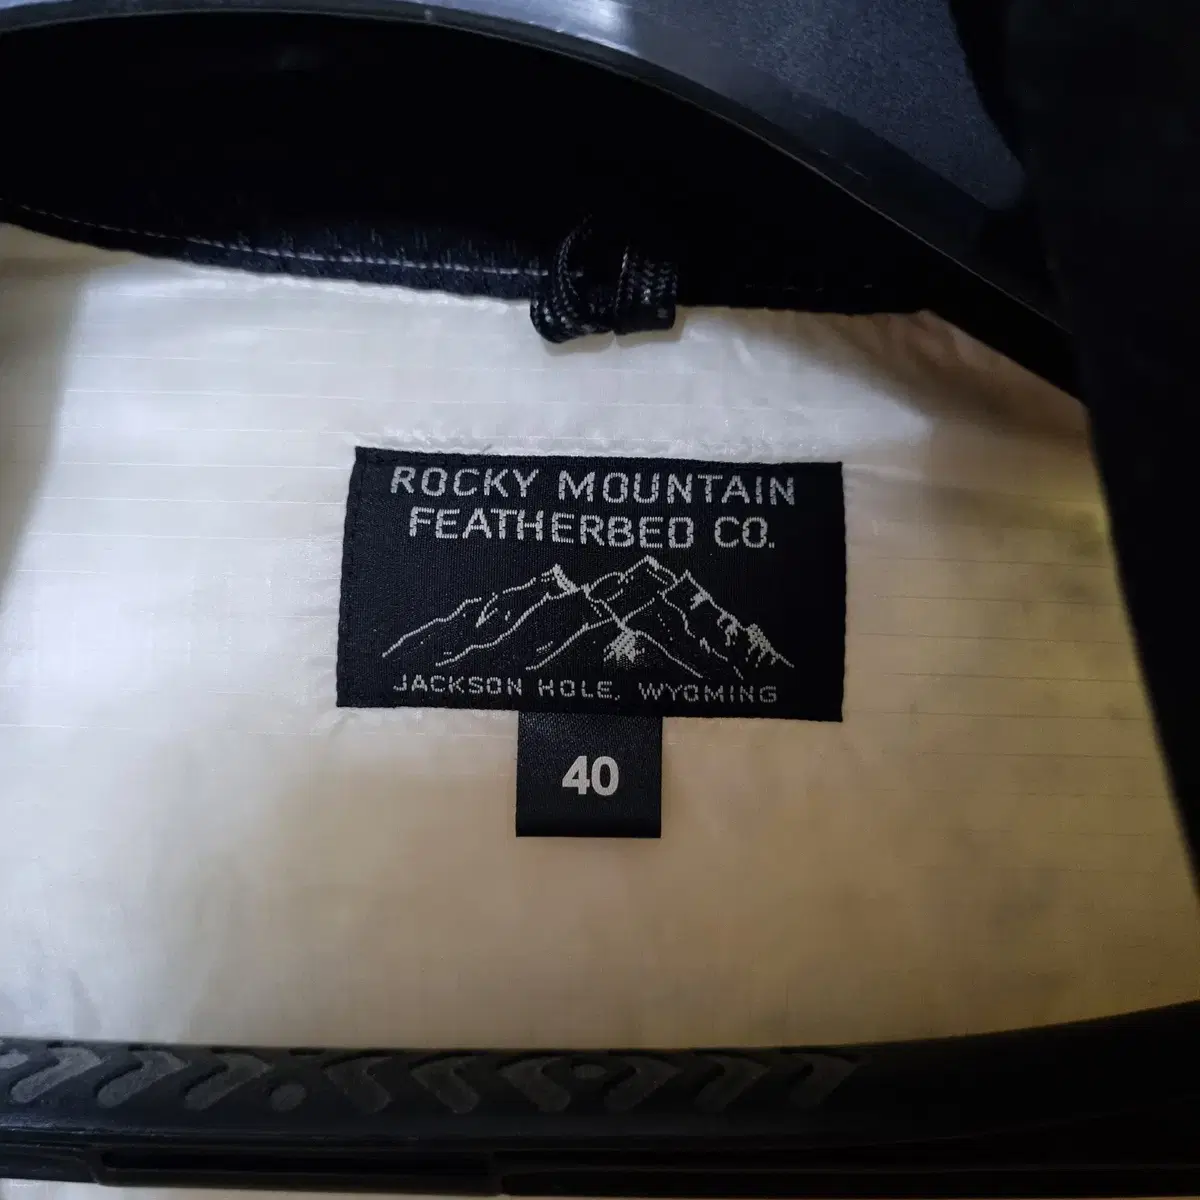 ROCKY MOUNTAIN
FEATHERBED CO.
JACKSON HOLE, WYOMING
40